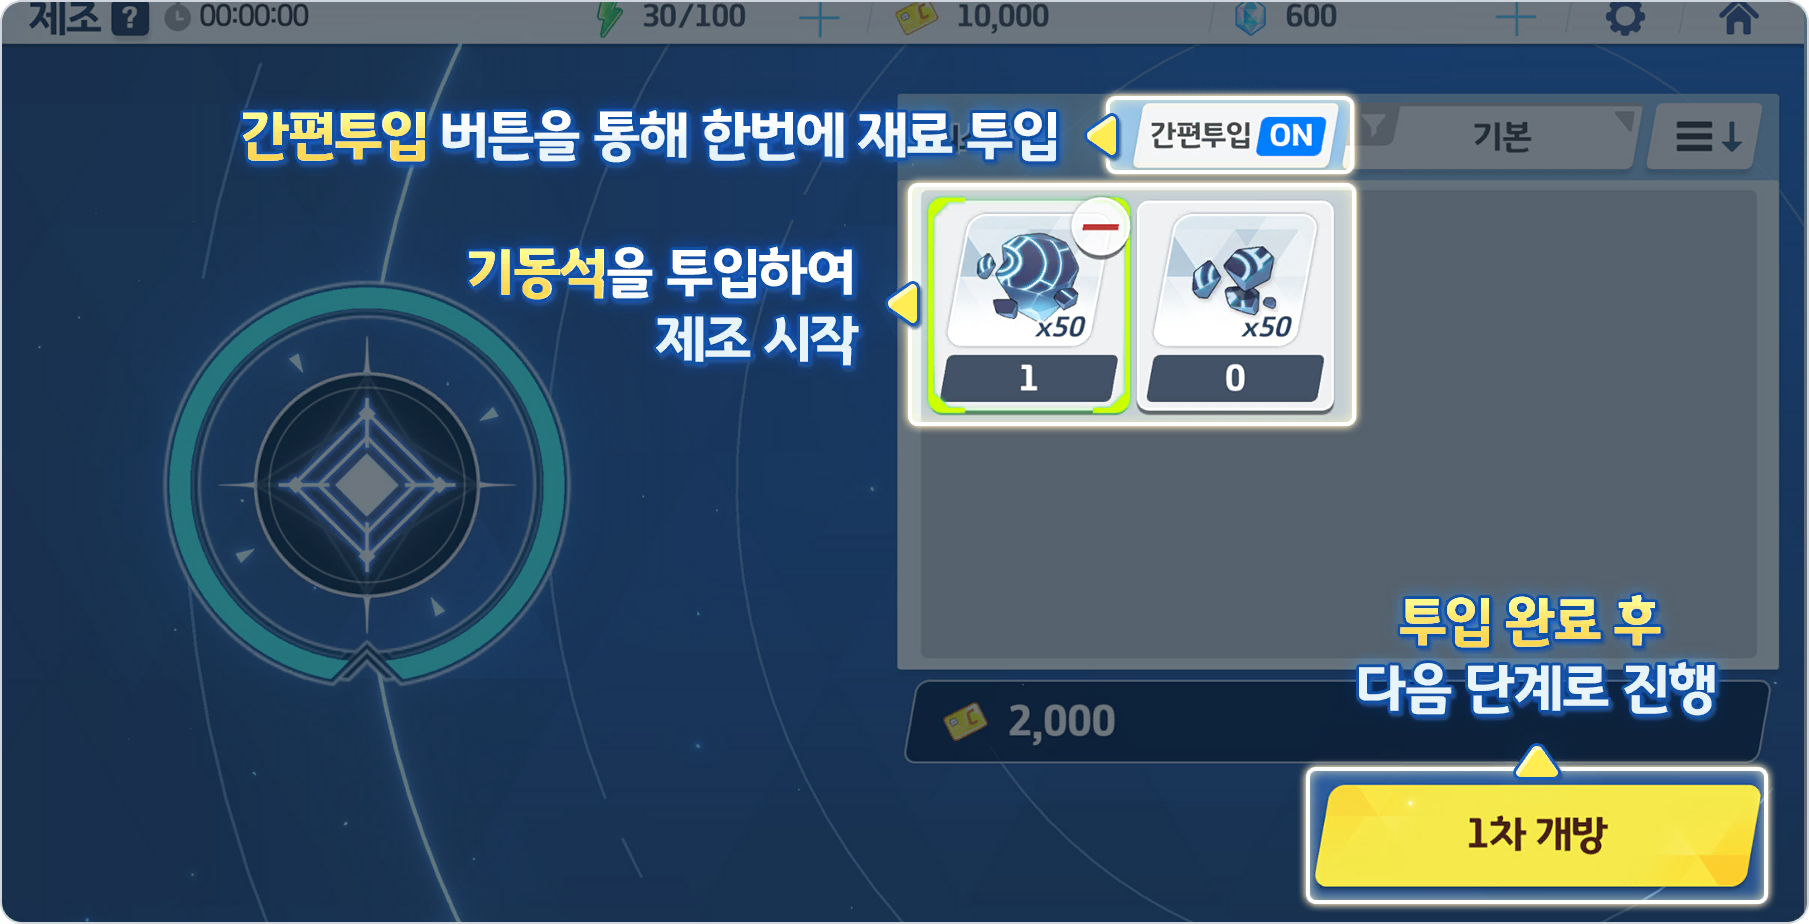 제조 ? 00:00:00 30/100 10,000 600
간편투입 버튼을 통해 한번에 재료 투입
간편투입 ON
기본
기동석을 투입하여
제조 시작
x50
1
x50
0
투입 완료 후
다음 단계로 진행
2,000
1차 개방